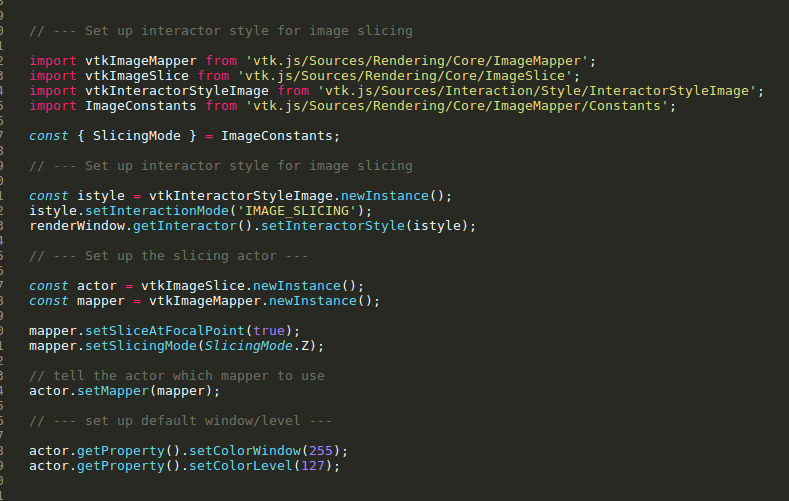 // --- Set up interactor style for image slicing
import vtkImageMapper from 'vtk.js/Sources/Rendering/Core/ImageMapper';
import vtkImageSlice from 'vtk.js/Sources/Rendering/Core/ImageSlice';
import vtkInteractorStyleImage from 'vtk.js/Sources/Interaction/Style/InteractorStyleImage';
import ImageConstants from 'vtk.js/Sources/Rendering/Core/ImageMapper/Constants';
const { SlicingMode } = ImageConstants;
// --- Set up interactor style for image slicing
const istyle = vtkInteractorStyleImage.newInstance();
istyle.setInteractionMode('IMAGE_SLICING');
renderWindow.getInteractor().setInteractorStyle(istyle);
// --- Set up the slicing actor ---
const actor = vtkImageSlice.newInstance();
const mapper = vtkImageMapper.newInstance();
mapper.setSliceAtFocalPoint(true);
mapper.setSlicingMode(SlicingMode.Z);
// tell the actor which mapper to use
actor.setMapper(mapper);
// --- set up default window/level ---
actor.getProperty().setColorWindow(255);
actor.getProperty().setColorLevel(127);